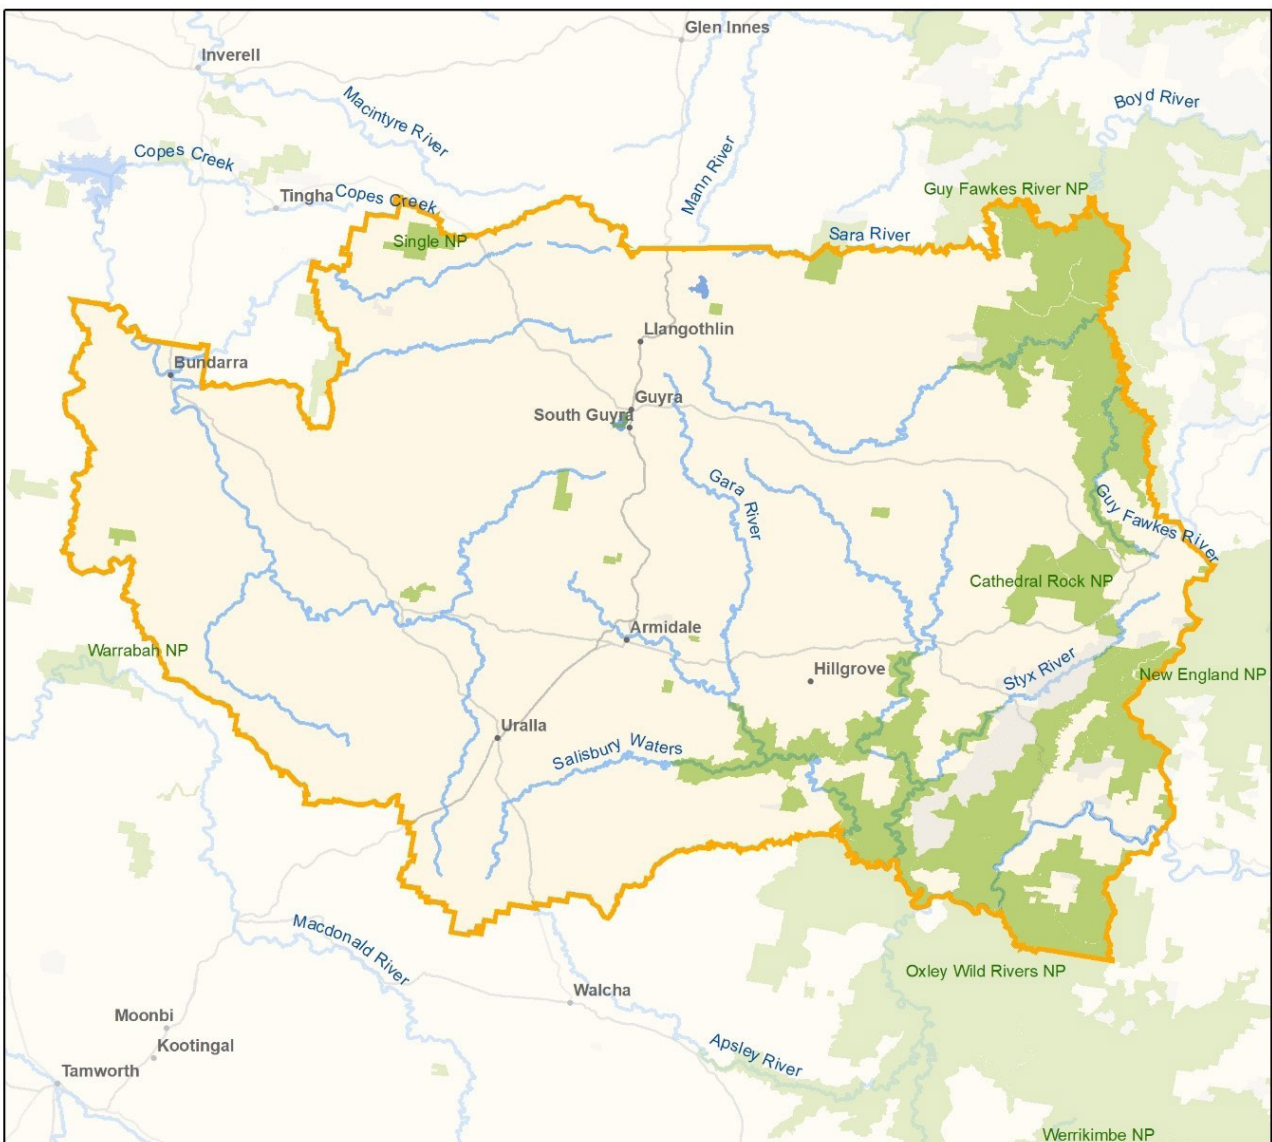 Glen Innes
Inverell
Macintyre River
Boyd River
Copes Creek
Mann River
Guy Fawkes River NP
Tingha
Copes Creek
Sara River
Single NP
Llangothlin
Bundarra
Guyra
South Guyra
Gara River
Guy Fawkes River
Cathedral Rock NP
Armidale
Warrabah NP
Hillgrove
Styx River
New England NP
Uralla
Salisbury Waters
Macdonald River
Oxley Wild Rivers NP
Walcha
Moonbi
Kootingal
Apsley River
Tamworth
Werrikimbe NP